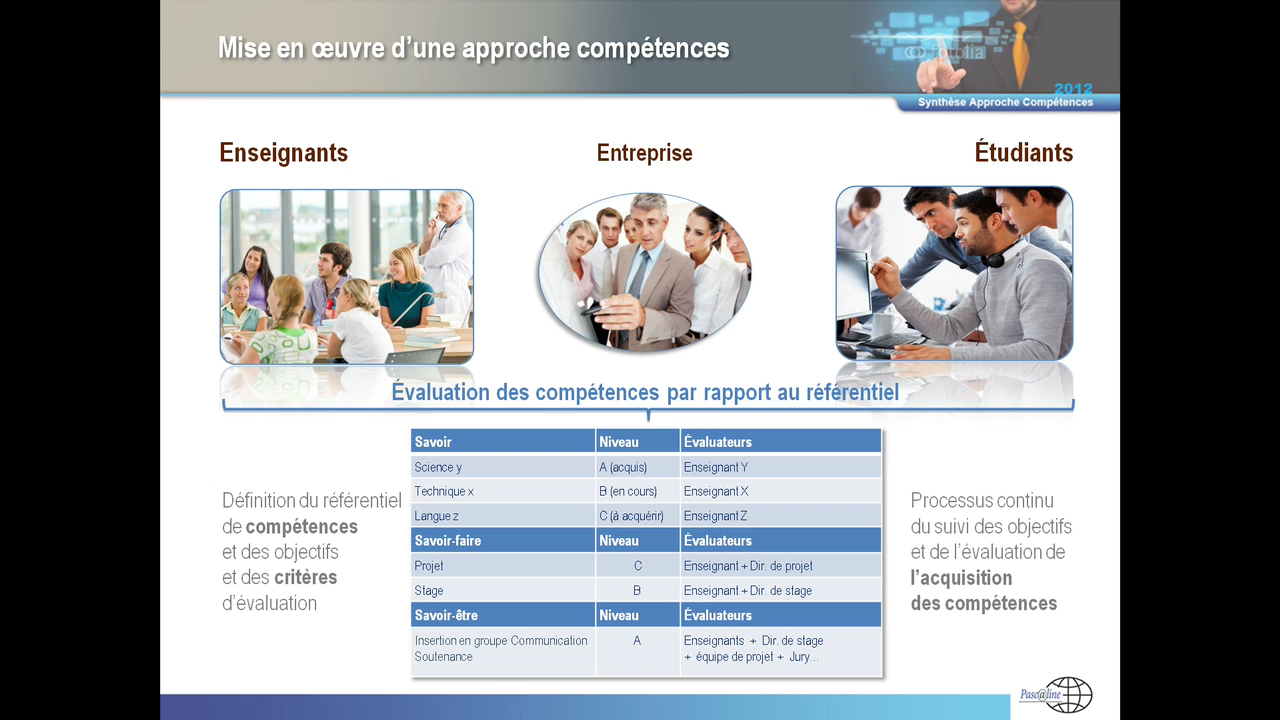 Mise en œuvre d'une approche compétences
fotolia
2012
Synthèse Approche Compétences
Enseignants
Entreprise
Étudiants
Évaluation des compétences par rapport au référentiel
Définition du référentiel
de compétences
et des objectifs
et des critères
d'évaluation
Savoir Niveau Évaluateurs
Science y A (acquis) Enseignant Y
Technique x B (en cours) Enseignant X
Langue z C (à acquérir) Enseignant Z
Savoir-faire Niveau Évaluateurs
Projet C Enseignant + Dir. de projet
Stage B Enseignant + Dir. de stage
Savoir-être Niveau Évaluateurs
Insertion en groupe Communication A Enseignants + Dir. de stage
Soutenance + équipe de projet + Jury...
Processus continu
du suivi des objectifs
et de l'évaluation de
l'acquisition
des compétences
Pasc@line